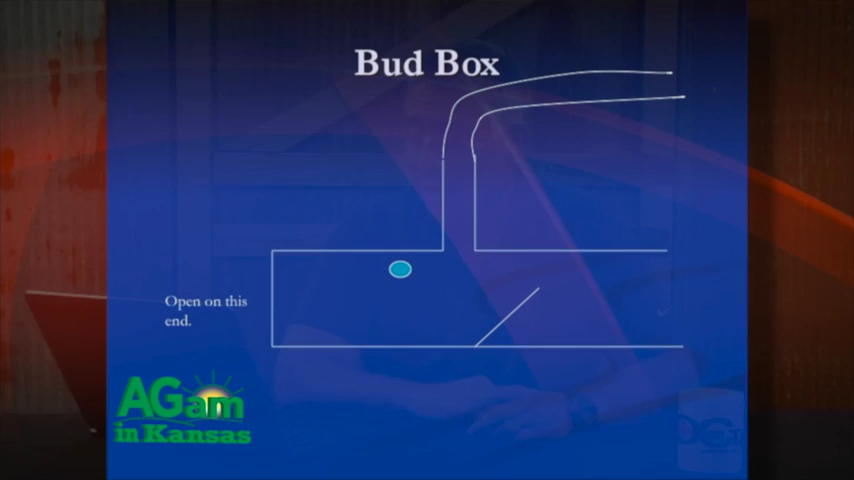 Bud Box
Open on this
end.
AGam
in Kansas